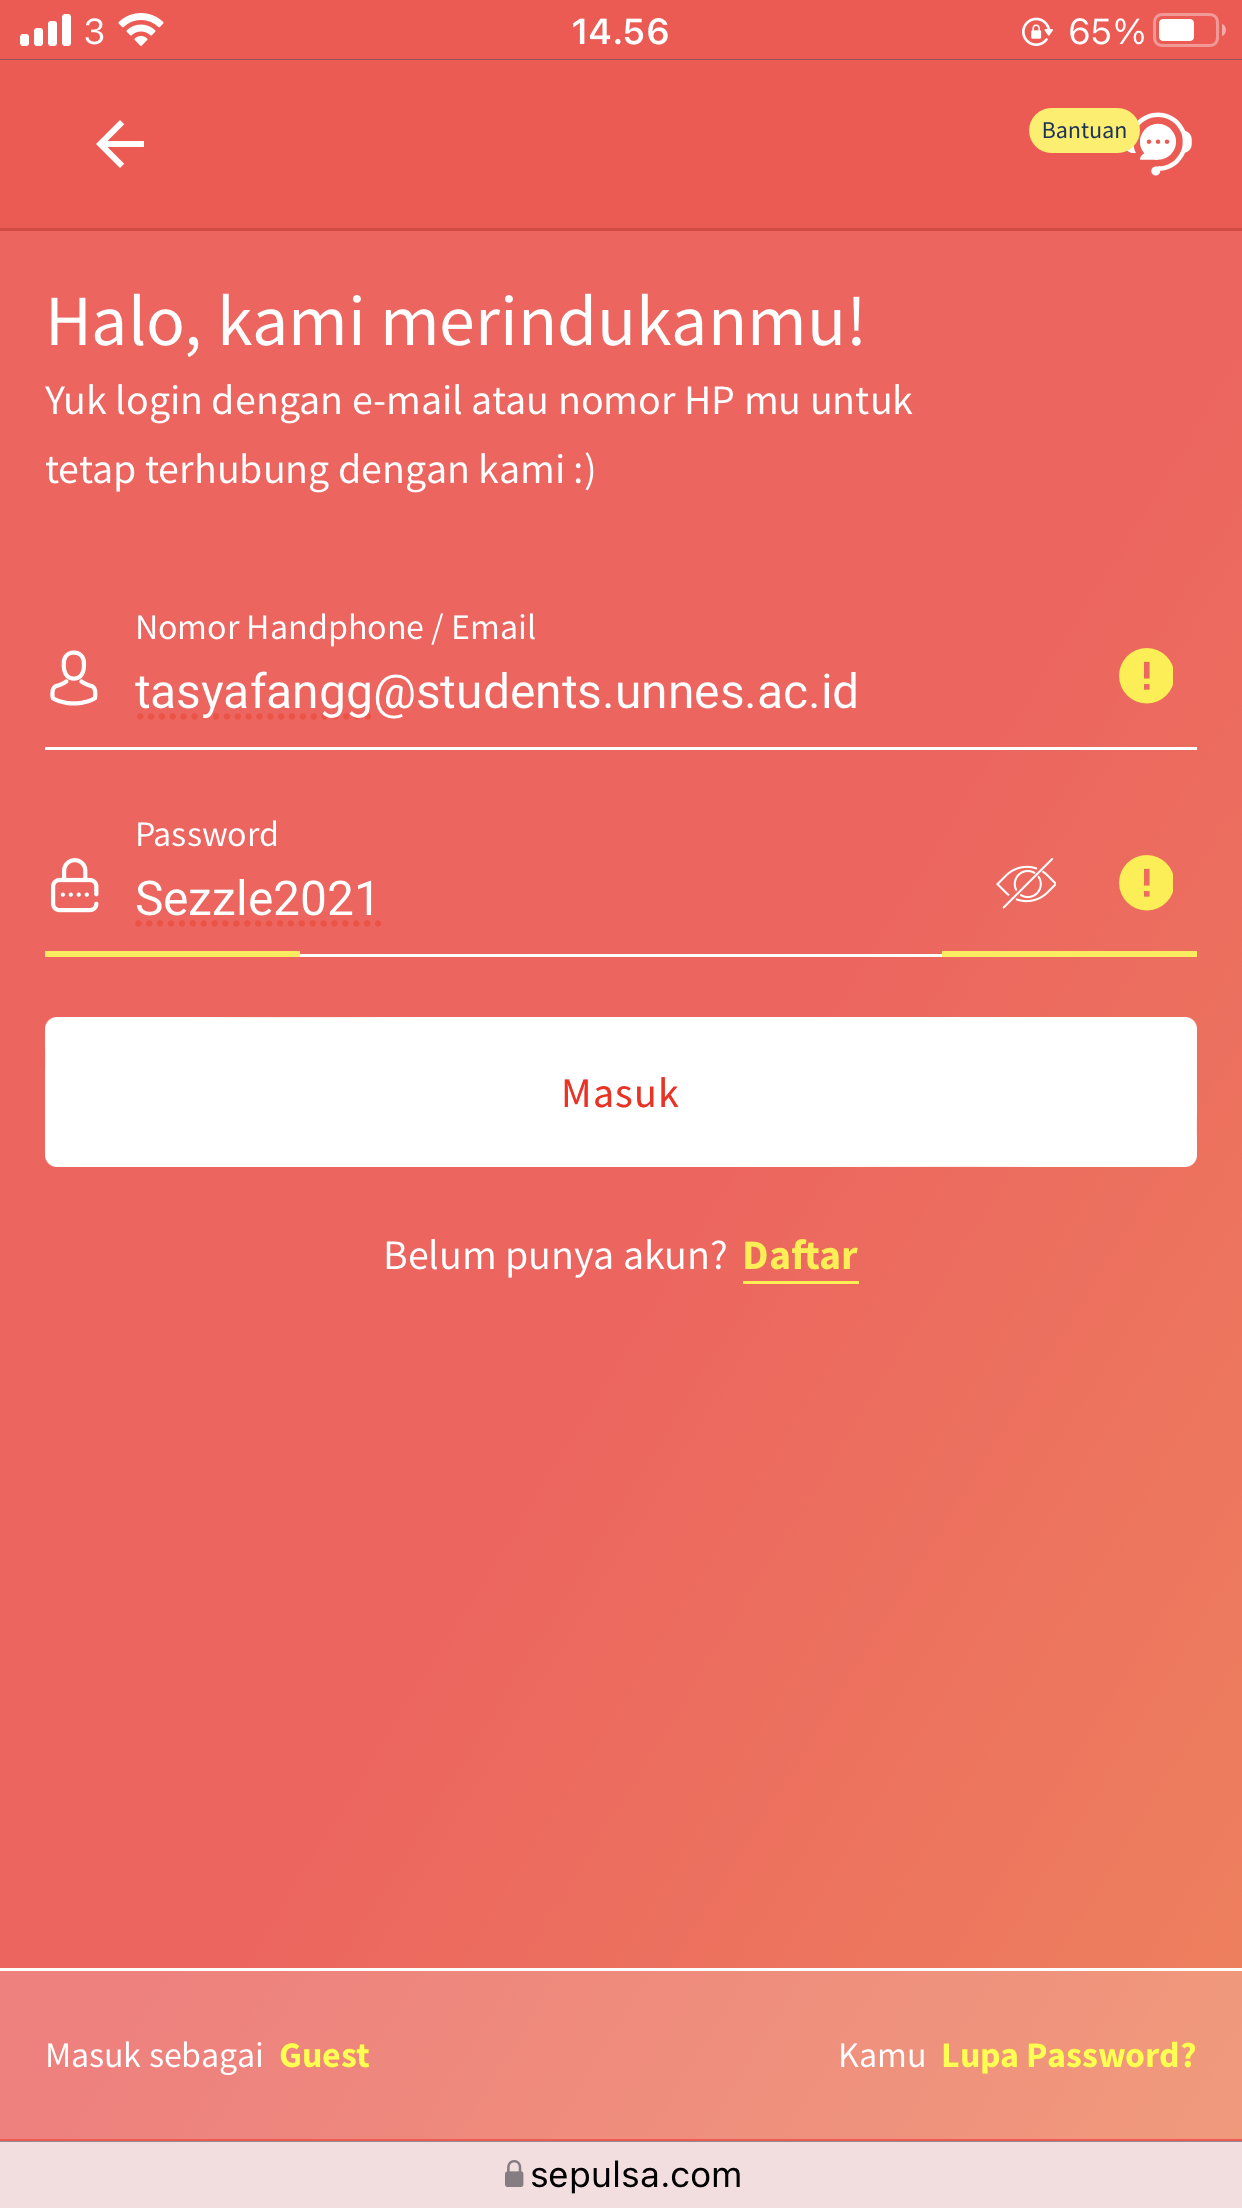 3 14.56 65%
Bantuan
Halo, kami merindukanmu!
Yuk login dengan e-mail atau nomor HP mu untuk
tetap terhubung dengan kami :)
Nomor Handphone / Email
tasyafangg@students.unnes.ac.id
Password
Sezzle2021
Masuk
Belum punya akun? Daftar
Masuk sebagai Guest Kamu Lupa Password?
sepulsa.com